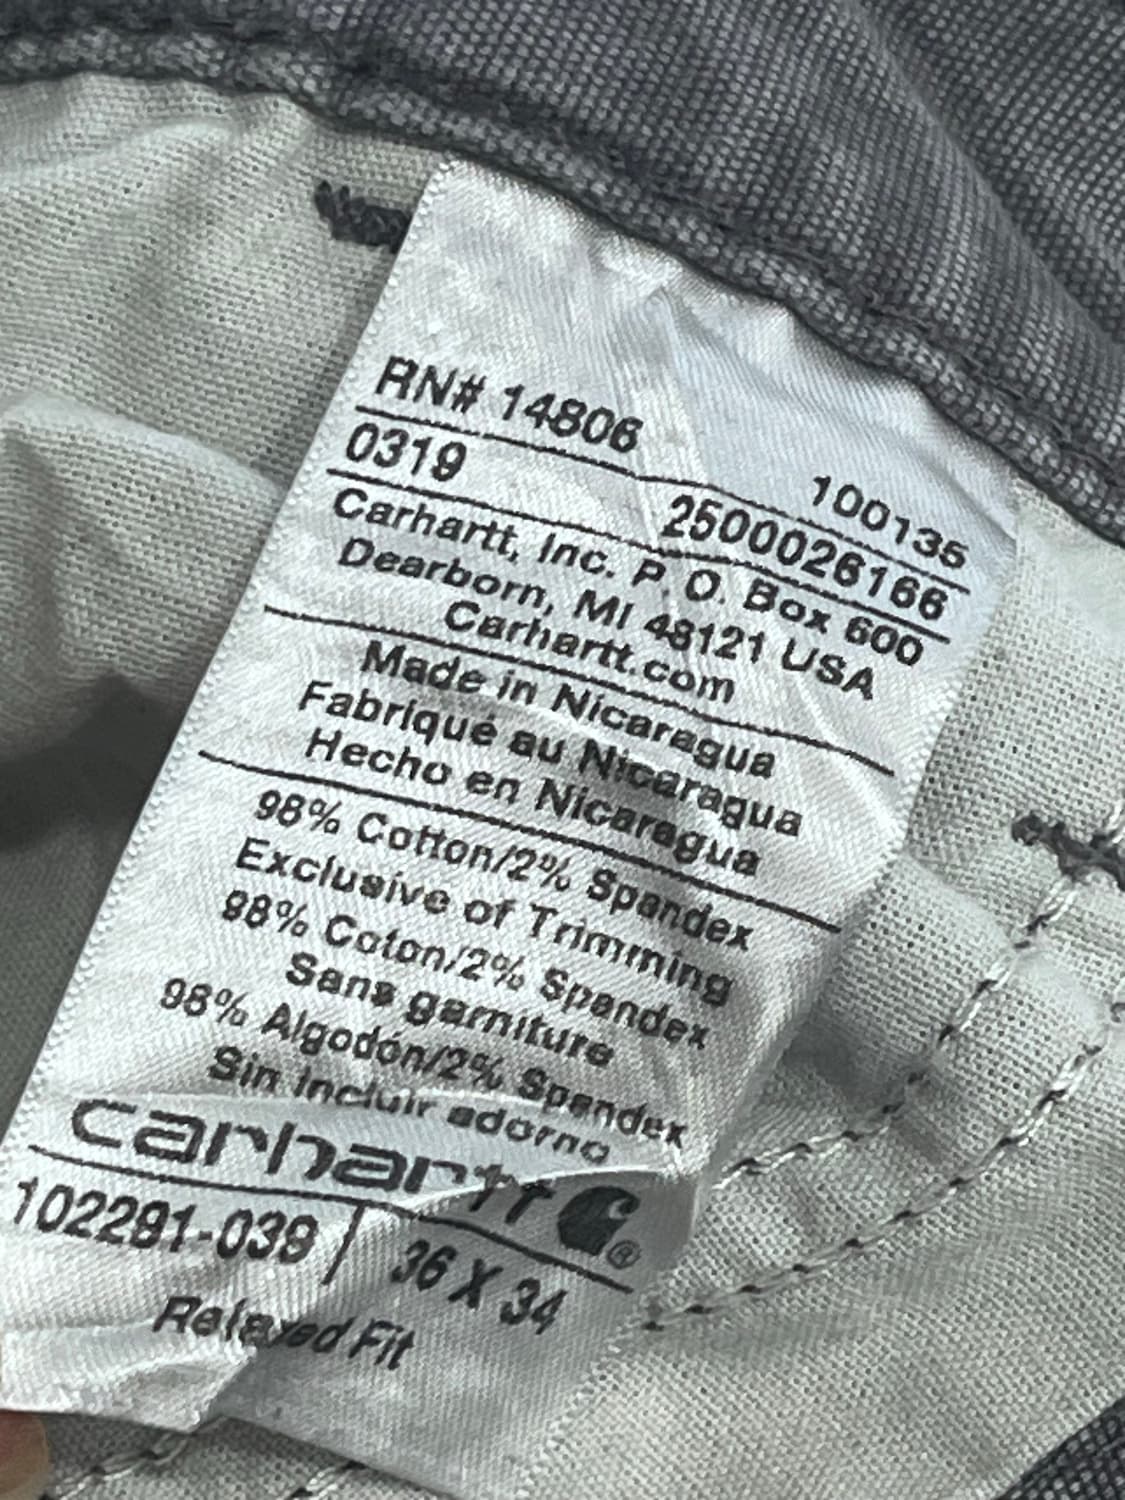 RN# 14806 100135
0319 2500026166
Carhartt, Inc. P. O. Box 600
Dearborn, MI 48121 USA
Carhartt.com
Made in Nicaragua
Fabriqué au Nicaragua
Hecho en Nicaragua
98% Cotton/2% Spandex
Exclusive of Trimming
98% Coton/2% Spandex
Sans garniture
98% Algodón/2% Spandex
Sin incluir adorno
carhartt ®
102291-039 36 X 34
Relaxed Fit